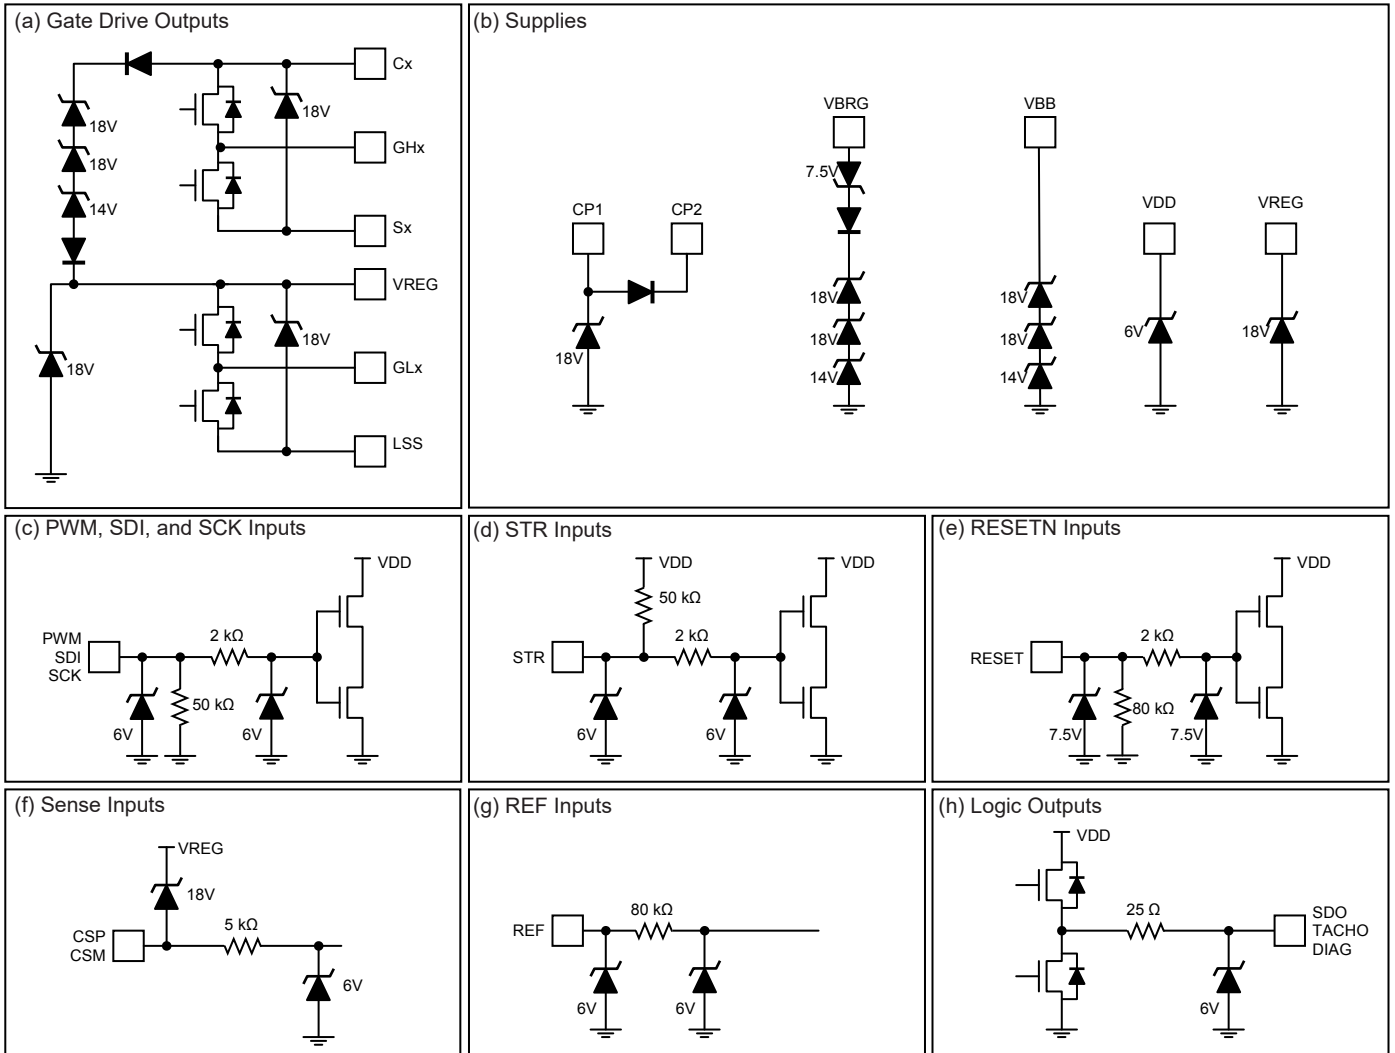 (a) Gate Drive Outputs
Cx
18V
18V
GHx
18V
14V
Sx
VREG
18V
18V
GLx
LSS
(b) Supplies
VBRG
VBB
7.5V
CP1
CP2
VDD
VREG
18V
18V
18V
18V
6V
18V
18V
14V
14V
(c) PWM, SDI, and SCK Inputs
VDD
2 kΩ
PWM
SDI
SCK
50 kΩ
6V
6V
(d) STR Inputs
VDD
VDD
50 kΩ
2 kΩ
STR
6V
6V
(e) RESETN Inputs
VDD
2 kΩ
RESET
80 kΩ
7.5V
7.5V
(f) Sense Inputs
VREG
18V
5 kΩ
CSP
CSM
6V
(g) REF Inputs
80 kΩ
REF
6V
6V
(h) Logic Outputs
VDD
25 Ω
SDO
TACHO
DIAG
6V